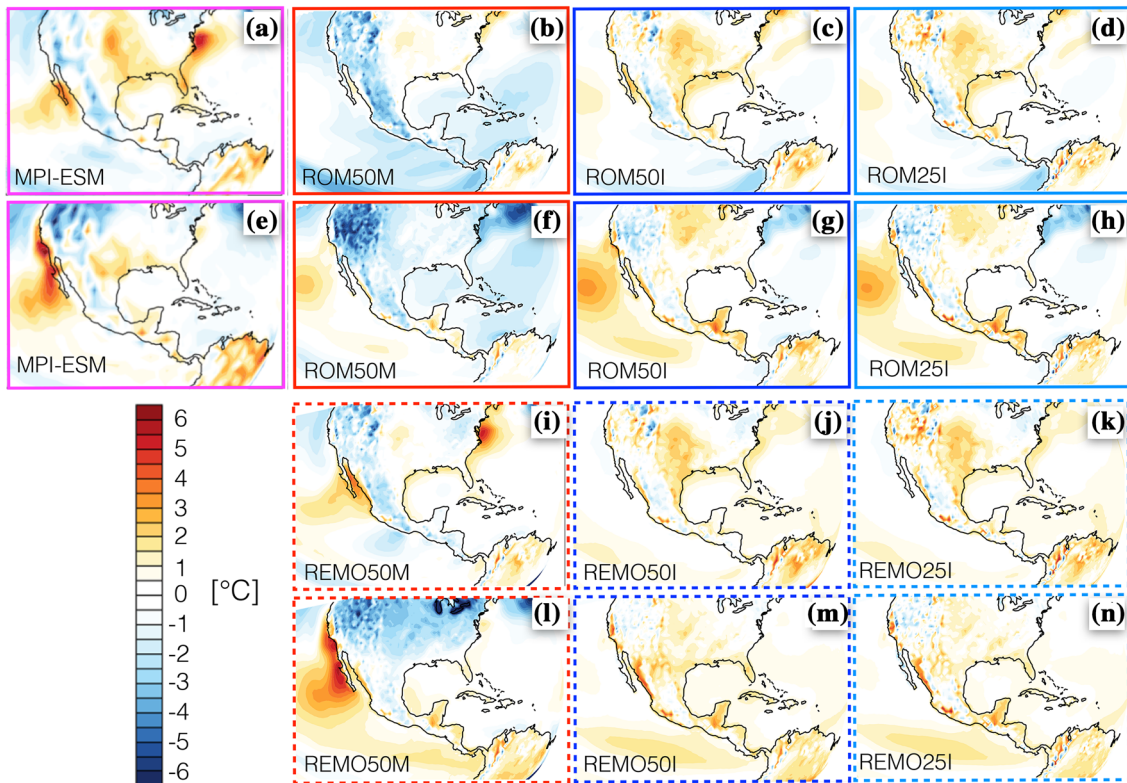 (a) (b) (c) (d)
MPI-ESM ROM50M ROM50I ROM25I
(e) (f) (g) (h)
MPI-ESM ROM50M ROM50I ROM25I
(i) (j) (k)
REMO50M REMO50I REMO25I
(l) (m) (n)
REMO50M REMO50I REMO25I
6
5
4
3
2
1
0
-1
-2
-3
-4
-5
-6
[°C]